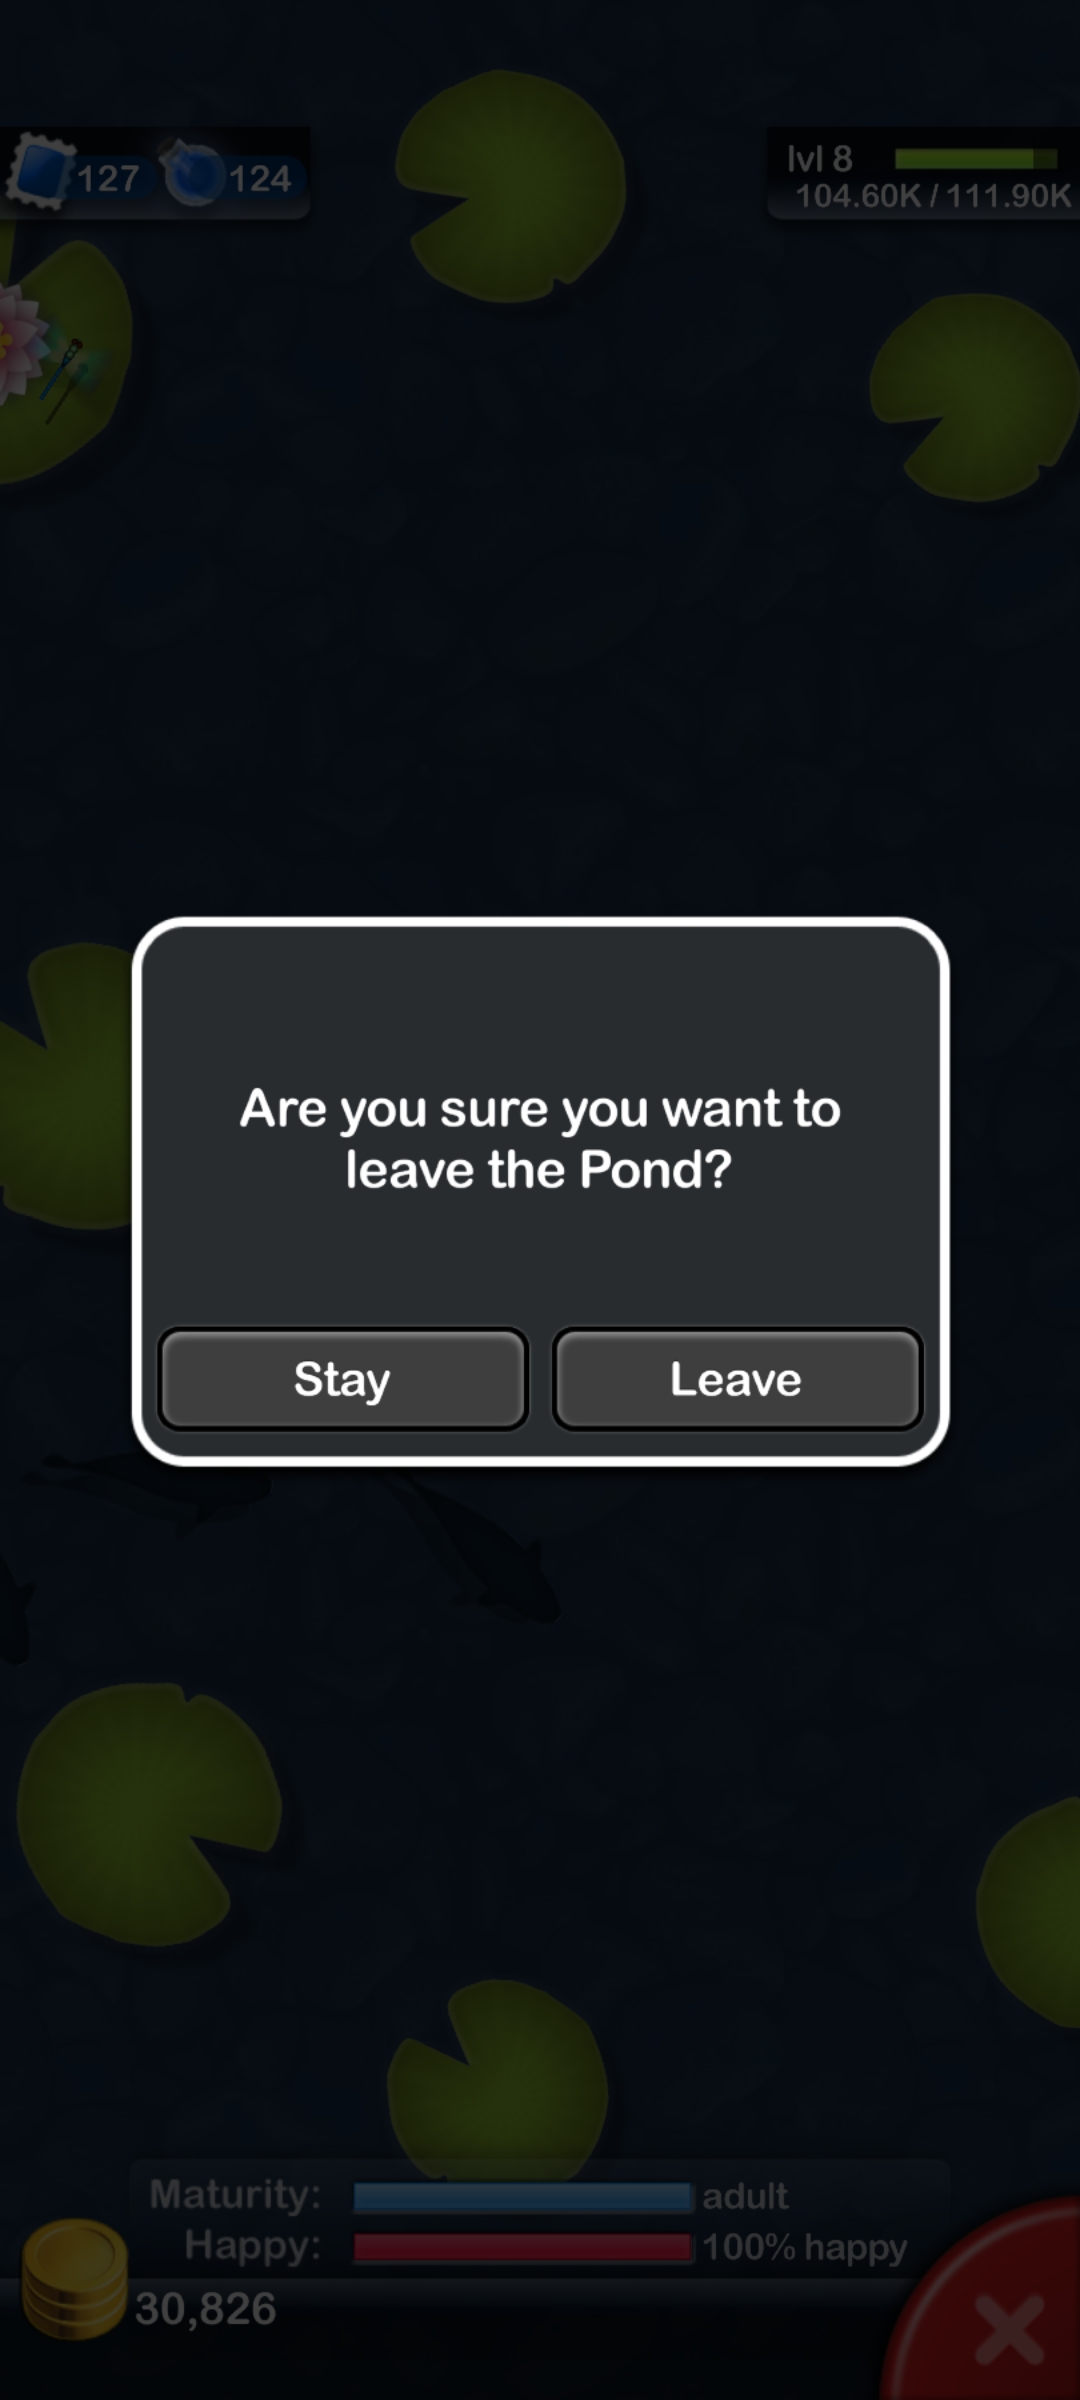 127 124
lvl 8
104.60K / 111.90K
Are you sure you want to
leave the Pond?
Stay Leave
Maturity: adult
Happy: 100% happy
30,826